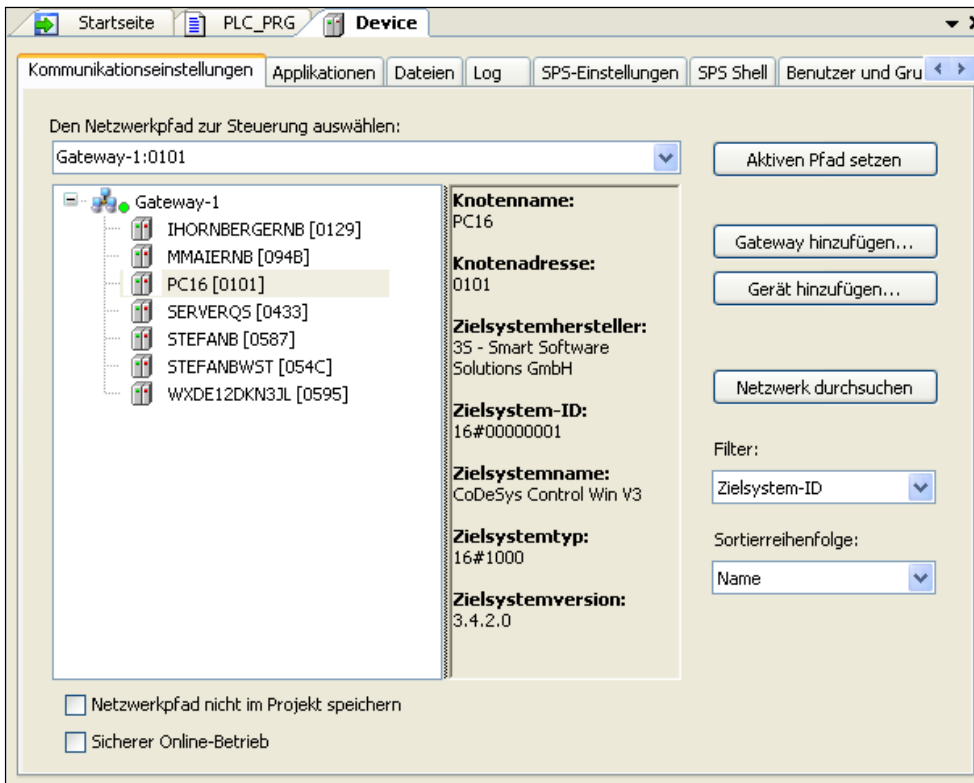 Startseite PLC_PRG Device
Kommunikationseinstellungen Applikationen Dateien Log SPS-Einstellungen SPS Shell Benutzer und Gru
Den Netzwerkpfad zur Steuerung auswählen:
Gateway-1:0101
Aktiven Pfad setzen
Gateway-1
IHORNBERGERNB [0129]
MMAIERNB [094B]
PC16 [0101]
SERVERQS [0433]
STEFANB [0587]
STEFANBWST [054C]
WXDE12DKN3JL [0595]
Knotenname:
PC16
Knotenadresse:
0101
Zielsystemhersteller:
3S - Smart Software
Solutions GmbH
Zielsystem-ID:
16#00000001
Zielsystemname:
CoDeSys Control Win V3
Zielsystemtyp:
16#1000
Zielsystemversion:
3.4.2.0
Gateway hinzufügen...
Gerät hinzufügen...
Netzwerk durchsuchen
Filter:
Zielsystem-ID
Sortierreihenfolge:
Name
Netzwerkpfad nicht im Projekt speichern
Sicherer Online-Betrieb